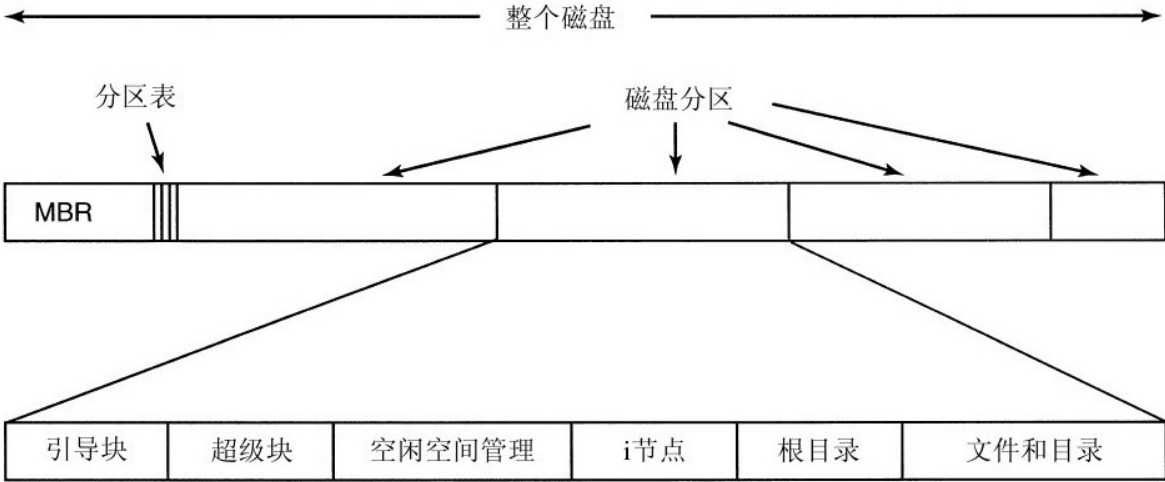 整个磁盘
分区表
磁盘分区
MBR
引导块
超级块
空闲空间管理
i节点
根目录
文件和目录